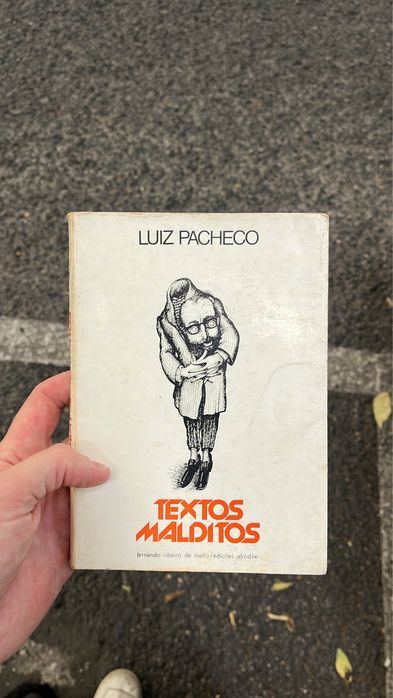 LUIZ PACHECO
TEXTOS
MALDITOS
fernando ribeiro de mello/edições afrodite